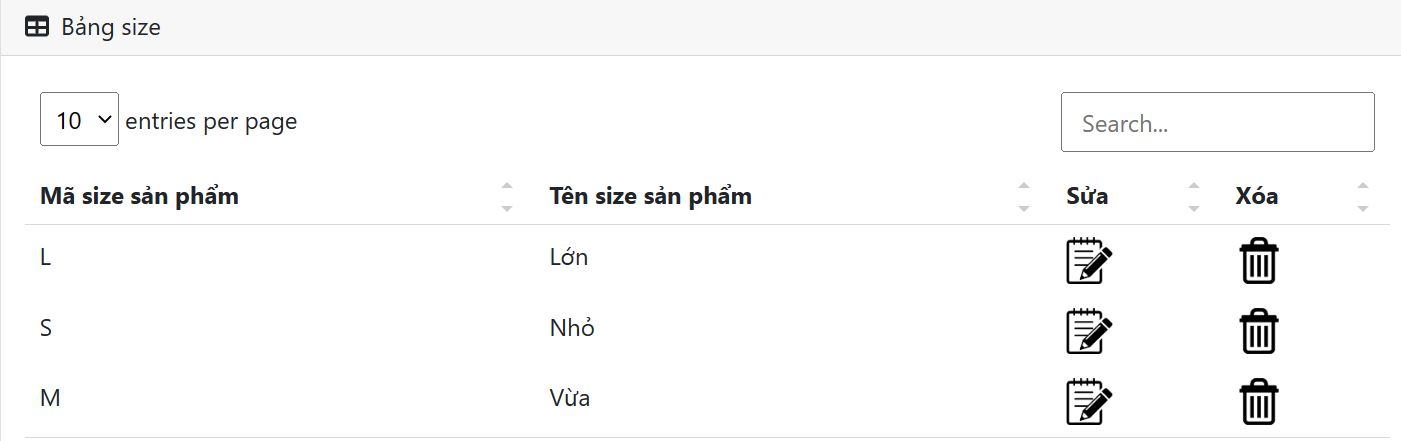 Bảng size
10 entries per page
Search...
Mã size sản phẩm Tên size sản phẩm Sửa Xóa
L Lớn
S Nhỏ
M Vừa